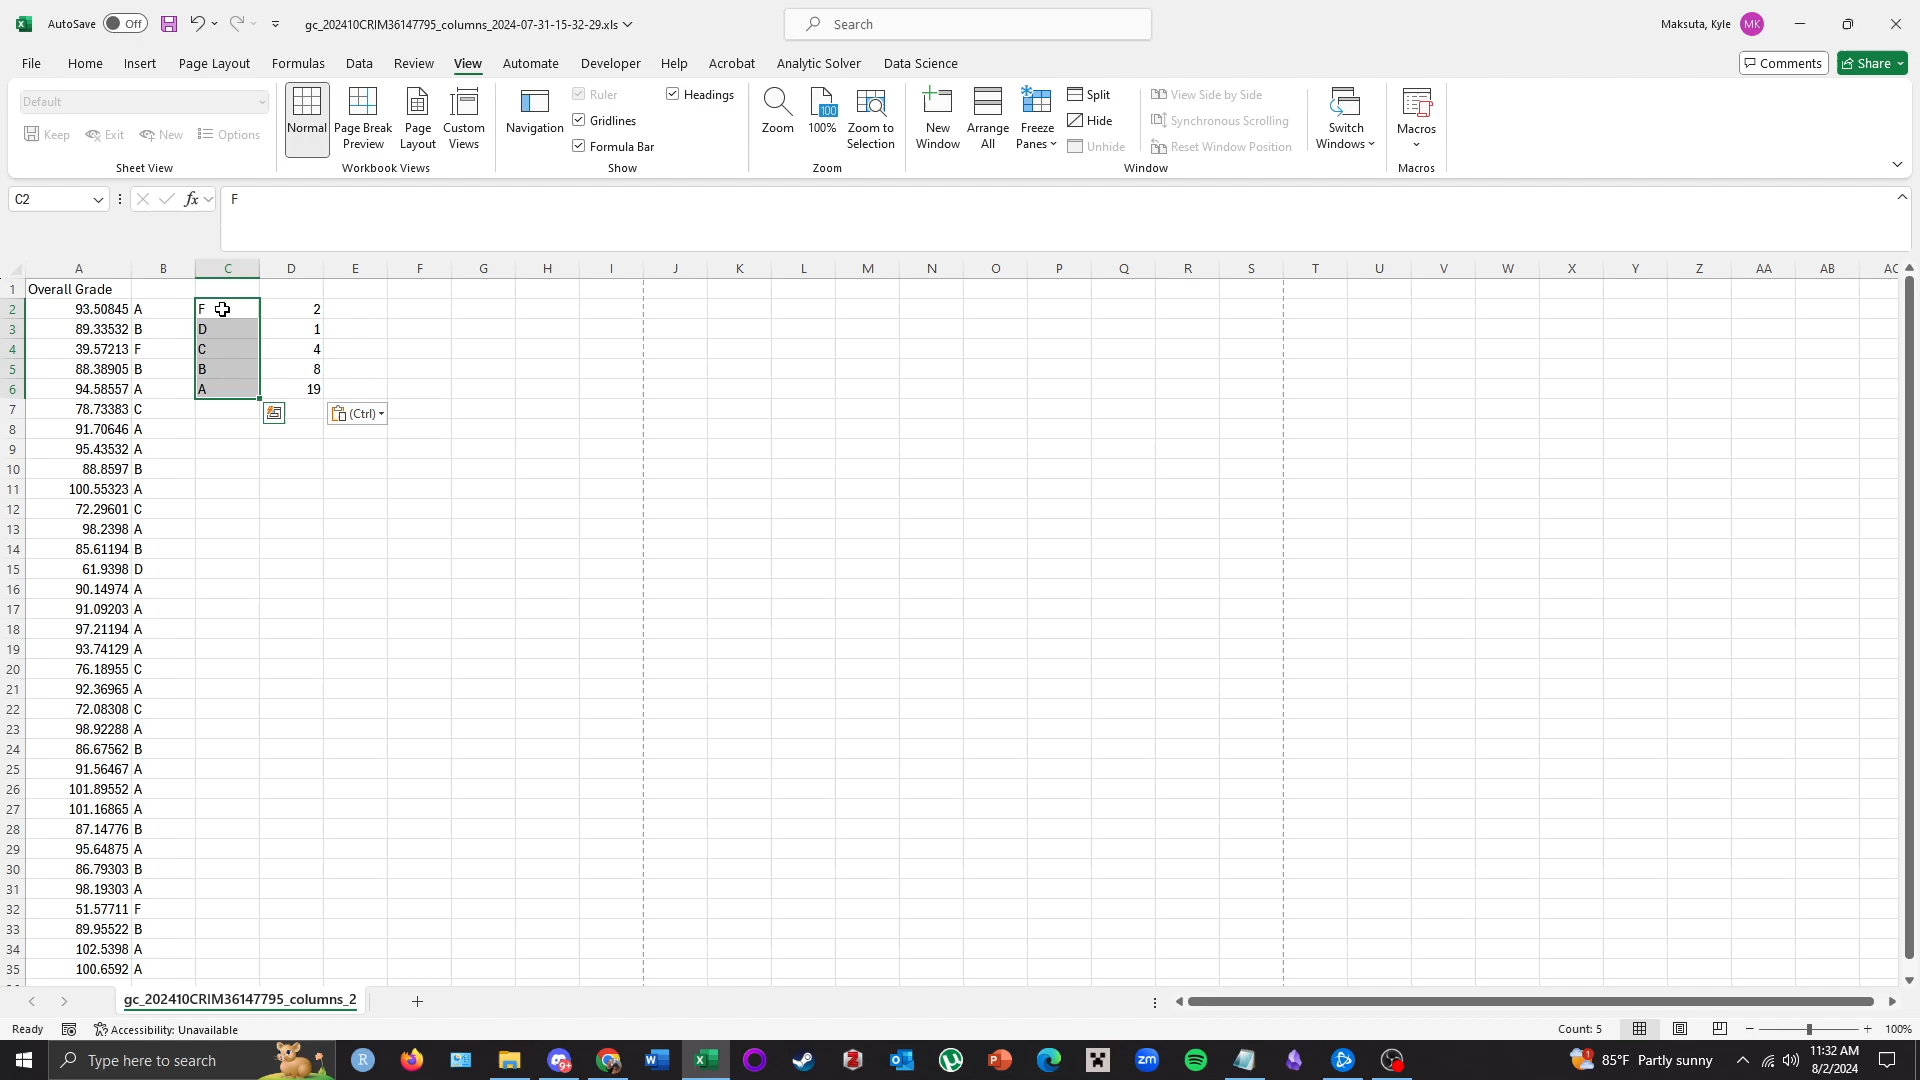 AutoSave Off gc_202410CRIM36147795_columns_2024-07-31-15-32-29.xls Search Maksuta, Kyle MK
File Home Insert Page Layout Formulas Data Review View Automate Developer Help Acrobat Analytic Solver Data Science Comments Share
Default
Keep Exit New Options
Sheet View
Normal Page Break Preview Page Layout Custom Views
Workbook Views
Navigation Ruler Headings
Gridlines
Formula Bar
Show
Zoom 100% Zoom to Selection
Zoom
New Window Arrange All Freeze Panes Split
Hide
Unhide
View Side by Side
Synchronous Scrolling
Reset Window Position
Switch Windows
Window
Macros
Macros
C2 fx F
A B C D E F G H I J K L M N O P Q R S T U V W X Y Z AA AB AC
1 Overall Grade
2 93.50845 A F 2
3 89.33532 B D 1
4 39.57213 F C 4
5 88.38905 B B 8
6 94.58557 A A 19
7 78.73383 C (Ctrl)
8 91.70646 A
9 95.43532 A
10 88.8597 B
11 100.55323 A
12 72.29601 C
13 98.2398 A
14 85.61194 B
15 61.9398 D
16 90.14974 A
17 91.09203 A
18 97.21194 A
19 93.74129 A
20 76.18955 C
21 92.36965 A
22 72.08308 C
23 98.92288 A
24 86.67562 B
25 91.56467 A
26 101.89552 A
27 101.16865 A
28 87.14776 B
29 95.64875 A
30 86.79303 B
31 98.19303 A
32 51.57711 F
33 89.95522 B
34 102.5398 A
35 100.6592 A
gc_202410CRIM36147795_columns_2
Ready Accessibility: Unavailable Count: 5 100%
Type here to search 85°F Partly sunny 11:32 AM
8/2/2024